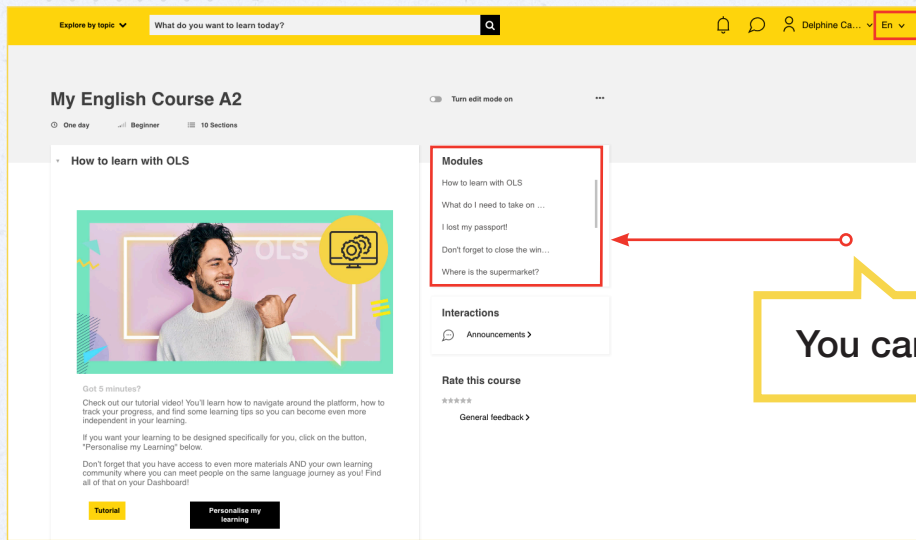 Explore by topic
What do you want to learn today?
Delphine Ca...
En
My English Course A2
Turn edit mode on
One day
Beginner
10 Sections
How to learn with OLS
OLS
Got 5 minutes?
Check out our tutorial video! You'll learn how to navigate around the platform, how to
track your progress, and find some learning tips so you can become even more
independent in your learning.
If you want your learning to be designed specifically for you, click on the button,
"Personalise my Learning" below.
Don't forget that you have access to even more materials AND your own learning
community where you can meet people on the same language journey as you! Find
all of that on your Dashboard!
Tutorial
Personalise my
learning
Modules
How to learn with OLS
What do I need to take on ...
I lost my passport!
Don't forget to close the win...
Where is the supermarket?
Interactions
Announcements
Rate this course
General feedback
You can